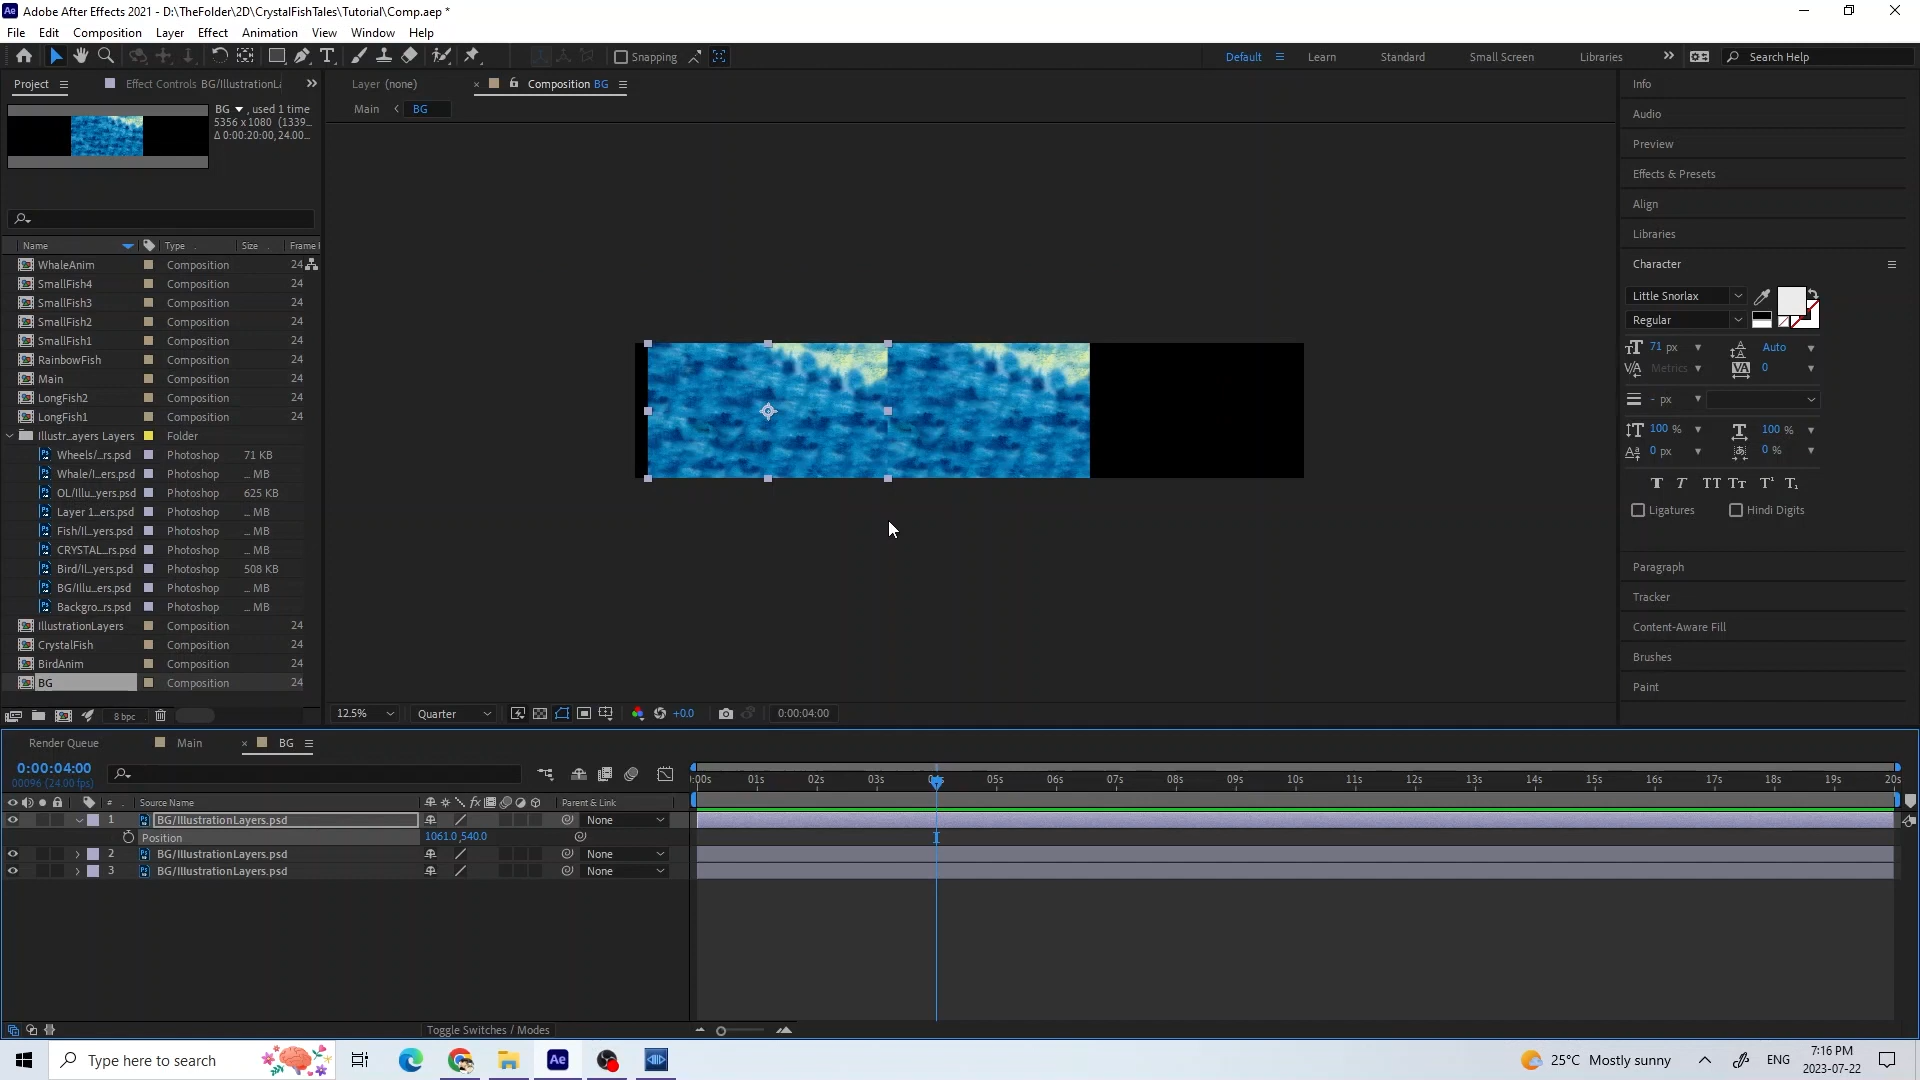 Adobe After Effects 2021 - D:\TheFolder\2D\CrystalFishTales\Tutorial\Comp.aep *
File Edit Composition Layer Effect Animation View Window Help
Snapping
Default Learn Standard Small Screen Libraries Search Help
Project Effect Controls BG/IllustrationLa
Layer (none) Composition BG
Main BG
BG , used 1 time
5356 x 1080 (1339...
Δ 0:00:20:00, 24.00...
Name Type Size Frame
WhaleAnim Composition 24
SmallFish4 Composition 24
SmallFish3 Composition 24
SmallFish2 Composition 24
SmallFish1 Composition 24
RainbowFish Composition 24
Main Composition 24
LongFish2 Composition 24
LongFish1 Composition 24
Illustr...ayers Layers Folder
Wheels/...rs.psd Photoshop 71 KB
Whale/I...ers.psd Photoshop ... MB
OL/Illu...yers.psd Photoshop 625 KB
Layer 1...ers.psd Photoshop ... MB
Fish/Il...yers.psd Photoshop ... MB
CRYSTAL...rs.psd Photoshop ... MB
Bird/Il...yers.psd Photoshop 508 KB
BG/Illu...ers.psd Photoshop ... MB
Backgro...rs.psd Photoshop ... MB
IllustrationLayers Composition 24
CrystalFish Composition 24
BirdAnim Composition 24
BG Composition 24
8 bpc
12.5% Quarter +0.0 0:00:04:00
Info
Audio
Preview
Effects & Presets
Align
Libraries
Character
Little Snorlax
Regular
71 px Auto
Metrics 0
- px
100 % 100 %
0 px 0 %
T T TT Tt T¹ T₁
Ligatures Hindi Digits
Paragraph
Tracker
Content-Aware Fill
Brushes
Paint
Render Queue Main BG
0:00:04:00
00096 (24.00 fps)
:00s 01s 02s 03s 04s 05s 06s 07s 08s 09s 10s 11s 12s 13s 14s 15s 16s 17s 18s 19s 20s
# Source Name Parent & Link
1 BG/IllustrationLayers.psd None
Position 1061.0,540.0
2 BG/IllustrationLayers.psd None
3 BG/IllustrationLayers.psd None
Toggle Switches / Modes
Type here to search 25°C Mostly sunny ENG 7:16 PM
2023-07-22